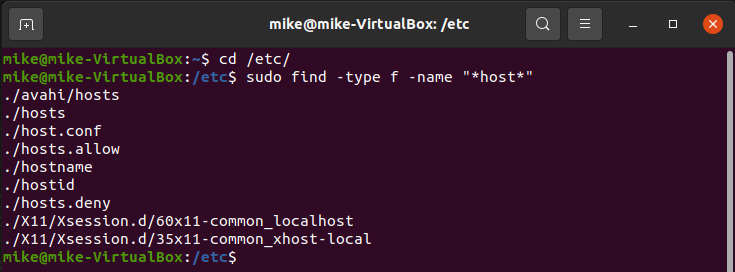 mike@mike-VirtualBox: /etc
mike@mike-VirtualBox:~$ cd /etc/
mike@mike-VirtualBox:/etc$ sudo find -type f -name "*host*"
./avahi/hosts
./hosts
./host.conf
./hosts.allow
./hostname
./hostid
./hosts.deny
./X11/Xsession.d/60x11-common_localhost
./X11/Xsession.d/35x11-common_xhost-local
mike@mike-VirtualBox:/etc$